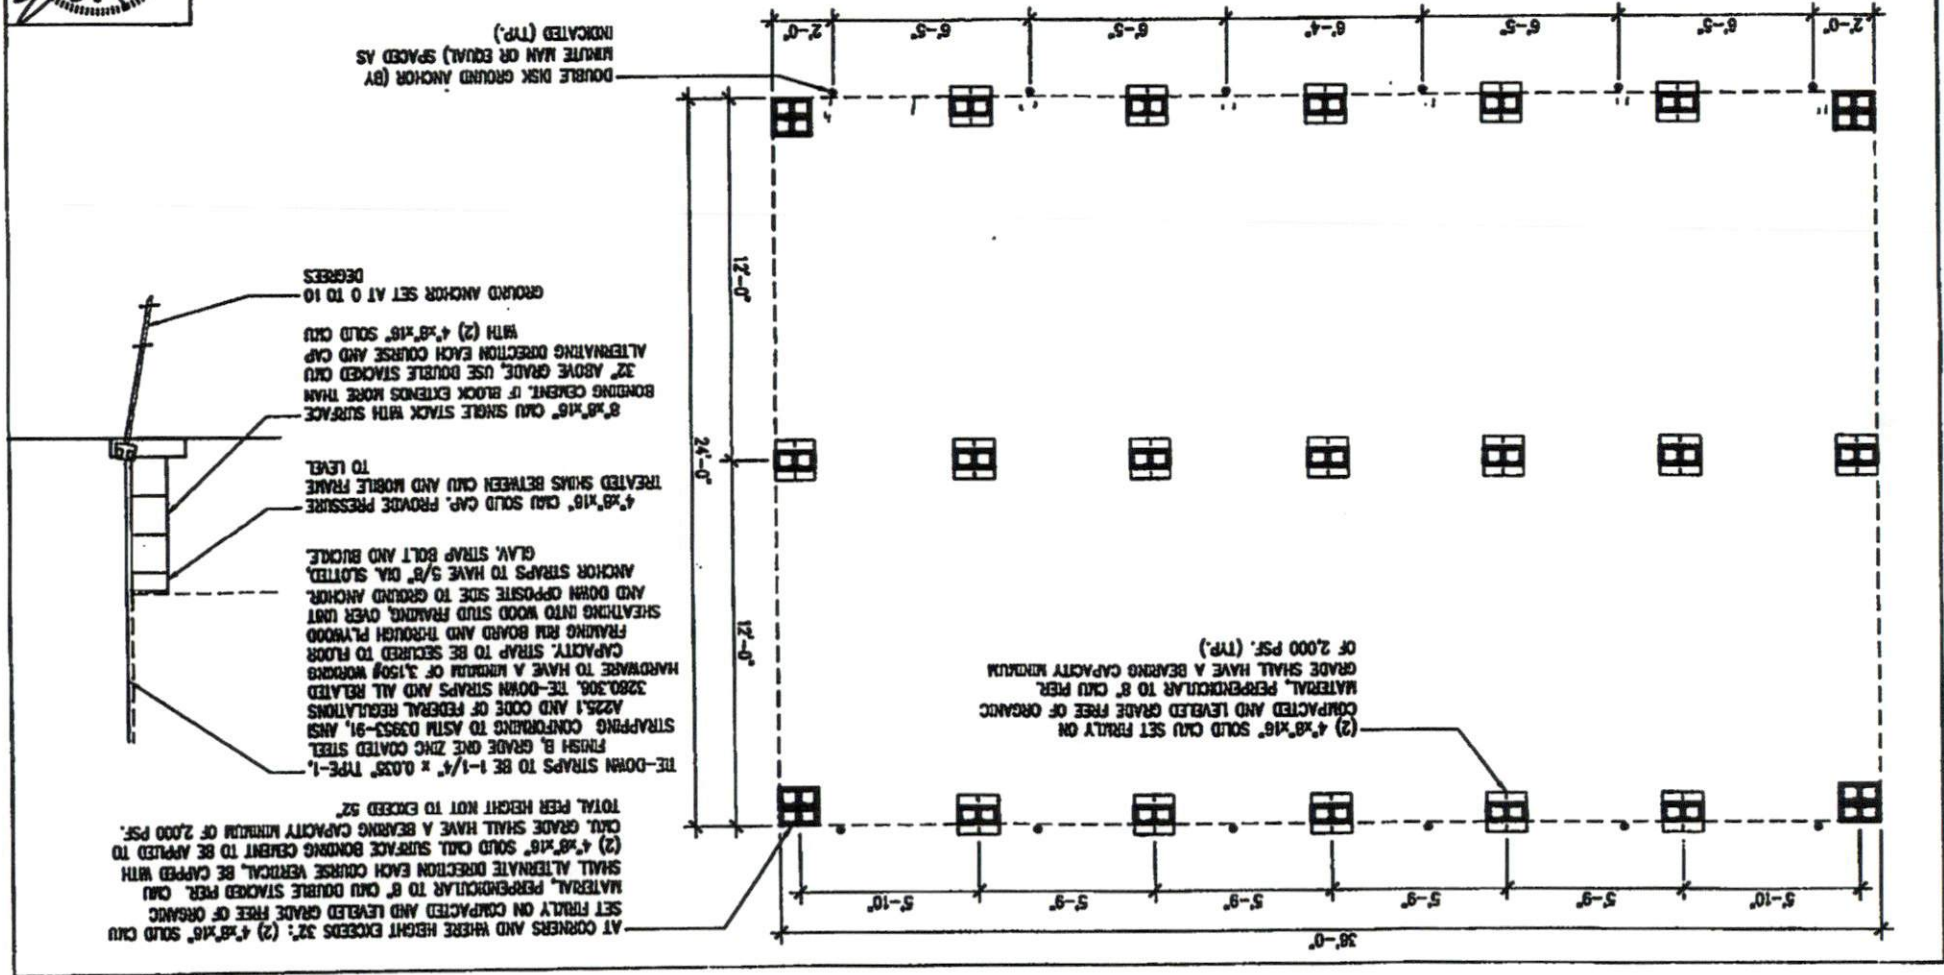 36'-0"
5'-10" 5'-9" 5'-9" 5'-9" 5'-9" 5'-10"
AT CORNERS AND WHERE HEIGHT EXCEEDS 32": (2) 4"x8"x16" SOLID CMU
SET FIRMLY ON COMPACTED AND LEVELED GRADE FREE OF ORGANIC
MATERIAL, PERPENDICULAR TO 8" CMU DOUBLE STACKED PIER. CMU
SHALL ALTERNATE DIRECTION EACH COURSE VERTICAL, BE CAPPED WITH
(2) 4"x8"x16" SOLID CMU. SURFACE BONDING CEMENT TO BE APPLIED TO
CMU. GRADE SHALL HAVE A BEARING CAPACITY MINIMUM OF 2,000 PSF.
TOTAL PIER HEIGHT NOT TO EXCEED 52"
(2) 4"x8"x16" SOLID CMU SET FIRMLY ON
COMPACTED AND LEVELED GRADE FREE OF ORGANIC
MATERIAL, PERPENDICULAR TO 8" CMU PIER.
GRADE SHALL HAVE A BEARING CAPACITY MINIMUM
OF 2,000 PSF. (TYP.)
12'-0"
24'-0"
12'-0"
TIE-DOWN STRAPS TO BE 1-1/4" x 0.035" TYPE-1,
FINISH B, GRADE ONE ZINC COATED STEEL
STRAPPING CONFORMING TO ASTM D3953-91, ANSI
A225.1 AND CODE OF FEDERAL REGULATIONS
3280.306. TIE-DOWN STRAPS AND ALL RELATED
HARDWARE TO HAVE A MINIMUM OF 3,150# WORKING
CAPACITY. STRAP TO BE SECURED TO FLOOR
FRAMING RIM BOARD AND THROUGH PLYWOOD
SHEATHING INTO WOOD STUD FRAMING, OVER UNIT
AND DOWN OPPOSITE SIDE TO GROUND ANCHOR.
ANCHOR STRAPS TO HAVE 5/8" DIA. SLOTTED,
GLAV. STRAP BOLT AND BUCKLE.
4"x8"x16" CMU SOLID CAP. PROVIDE PRESSURE
TREATED SHIMS BETWEEN CMU AND MOBILE FRAME
TO LEVEL
8"x8"x16" CMU SINGLE STACK WITH SURFACE
BONDING CEMENT. IF BLOCK EXTENDS MORE THAN
32" ABOVE GRADE, USE DOUBLE STACKED CMU
ALTERNATING DIRECTION EACH COURSE AND CAP
WITH (2) 4"x8"x16" SOLID CMU
GROUND ANCHOR SET AT 0 TO 10
DEGREES
DOUBLE DISK GROUND ANCHOR (BY
MINUTE MAN OR EQUAL) SPACED AS
INDICATED (TYP.)
2'-0" 6'-5" 6'-5" 6'-4" 6'-5" 6'-5" 2'-0"